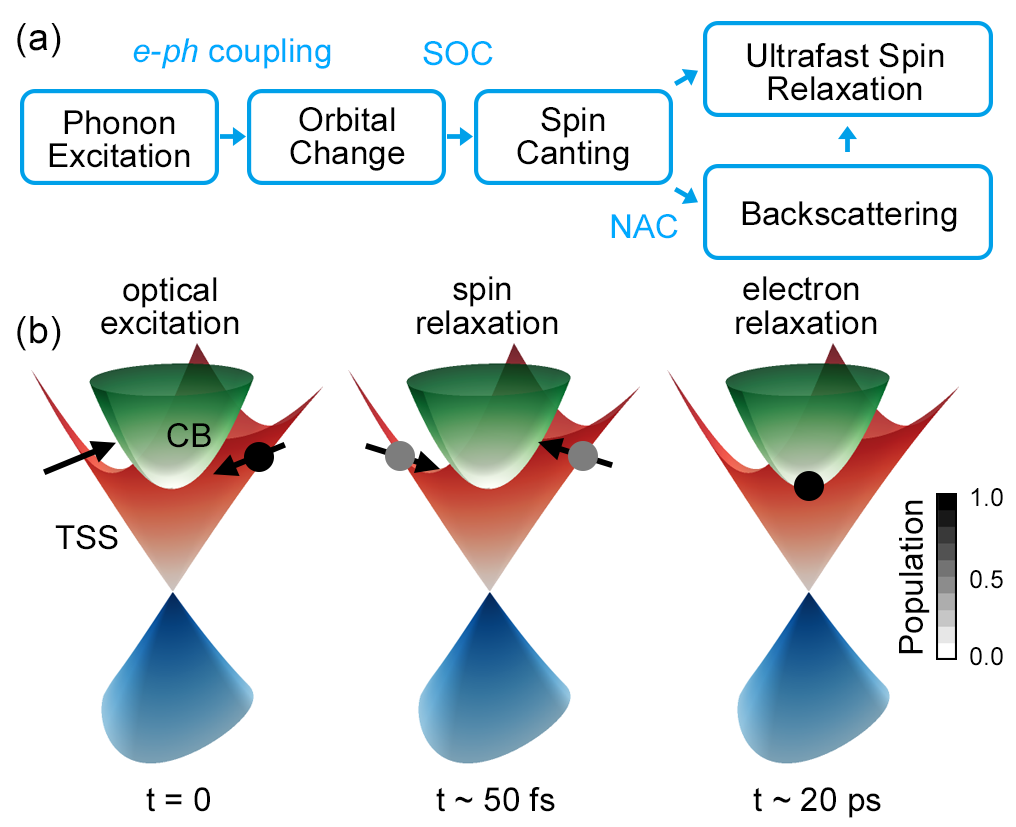 (a)
e-ph coupling
SOC
Phonon
Excitation
Orbital
Change
Spin
Canting
Ultrafast Spin
Relaxation
NAC
Backscattering
(b)
optical
excitation
spin
relaxation
electron
relaxation
CB
TSS
Population
1.0
0.5
0.0
t = 0
t ~ 50 fs
t ~ 20 ps